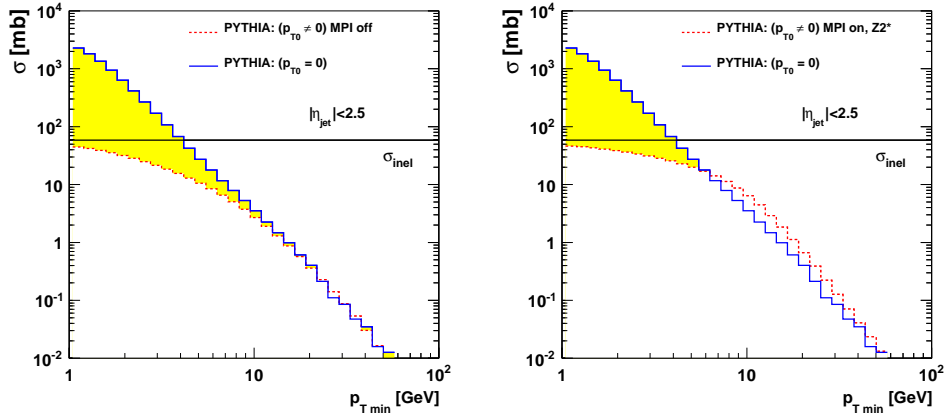 σ [mb]
PYTHIA: (p_T0 ≠ 0) MPI off
PYTHIA: (p_T0 = 0)
|η_jet|<2.5
σ_inel
10^4
10^3
10^2
10
1
10^-1
10^-2
1
10
10^2
p_T min [GeV]
σ [mb]
PYTHIA: (p_T0 ≠ 0) MPI on, Z2*
PYTHIA: (p_T0 = 0)
|η_jet|<2.5
σ_inel
10^4
10^3
10^2
10
1
10^-1
10^-2
1
10
10^2
p_T min [GeV]